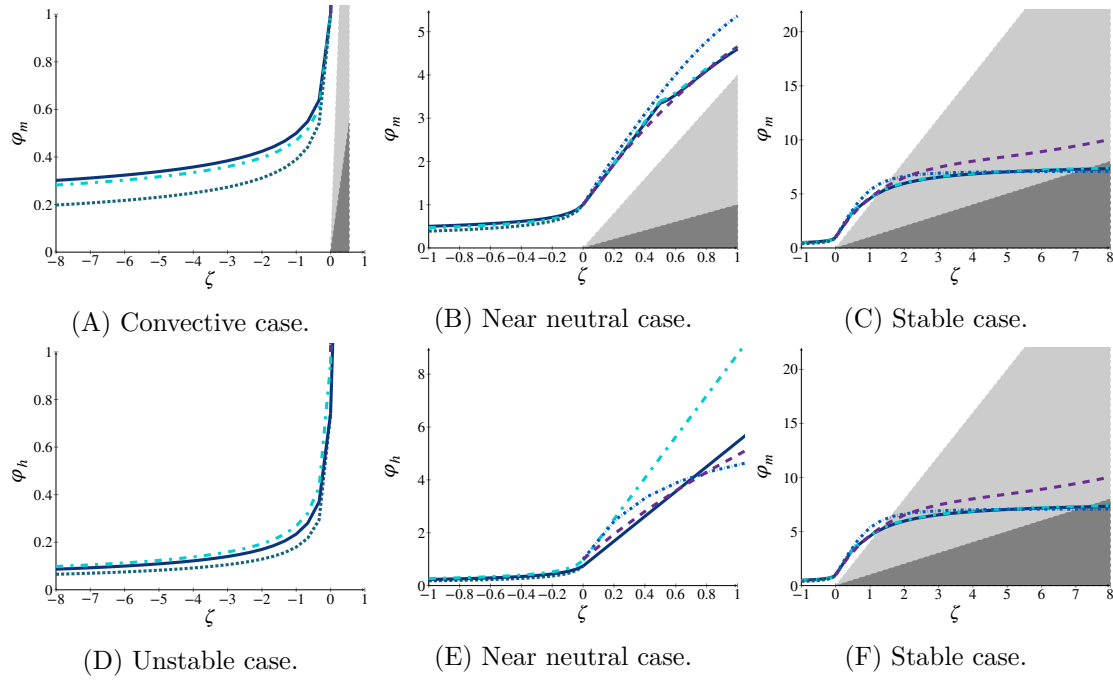 1
0.8
0.6
0.4
0.2
0
φm
−8 −7 −6 −5 −4 −3 −2 −1 0 1
ζ
(A) Convective case.
5
4
3
2
1
0
φm
−1 −0.8 −0.6 −0.4 −0.2 0 0.2 0.4 0.6 0.8 1
ζ
(B) Near neutral case.
20
15
10
5
0
φm
−1 0 1 2 3 4 5 6 7 8
ζ
(C) Stable case.
1
0.8
0.6
0.4
0.2
0
φh
−8 −7 −6 −5 −4 −3 −2 −1 0 1
ζ
(D) Unstable case.
8
6
4
2
0
φh
−1 −0.8 −0.6 −0.4 −0.2 0 0.2 0.4 0.6 0.8 1
ζ
(E) Near neutral case.
20
15
10
5
0
φm
−1 0 1 2 3 4 5 6 7 8
ζ
(F) Stable case.